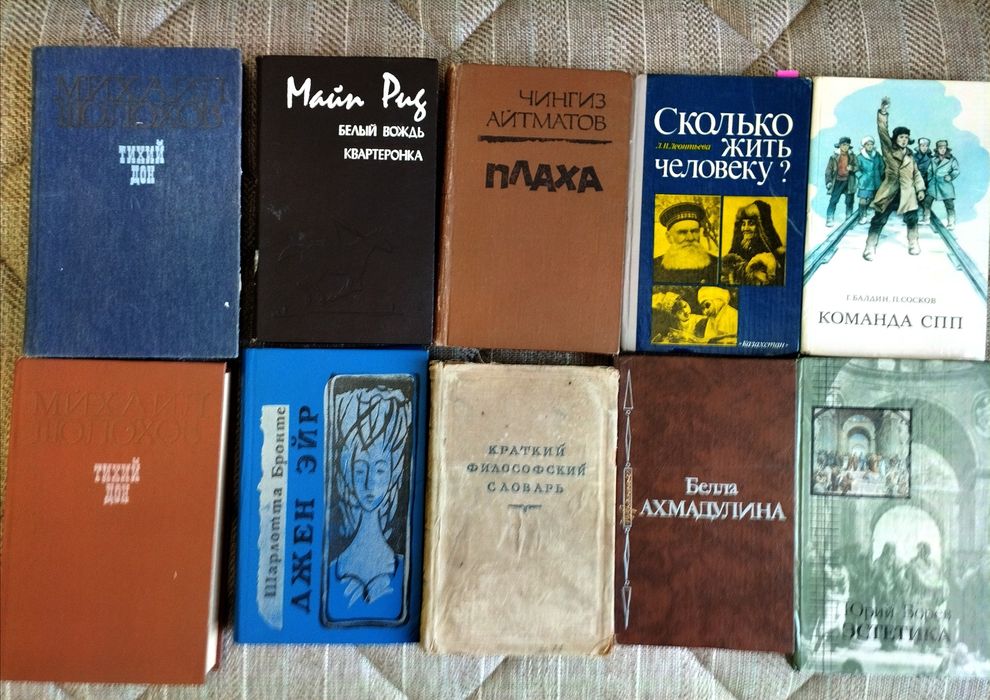 МИХАИЛ
ШОЛОХОВ
ТИХИЙ
ДОН
Майн Рид
БЕЛЫЙ ВОЖДЬ
КВАРТЕРОНКА
ЧИНГИЗ
АЙТМАТОВ
ПЛАХА
СКОЛЬКО
Л.И.Леонтьева
ЖИТЬ
ЧЕЛОВЕКУ?
«Казахстан»
Г. БАЛДИН, П. СОСКОВ
КОМАНДА СПП
МИХАИЛ
ШОЛОХОВ
ТИХИЙ
ДОН
Шарлотта Бронте
ДЖЕН ЭЙР
КРАТКИЙ
ФИЛОСОФСКИЙ
СЛОВАРЬ
Белла
АХМАДУЛИНА
Юрий Борев
ЭСТЕТИКА